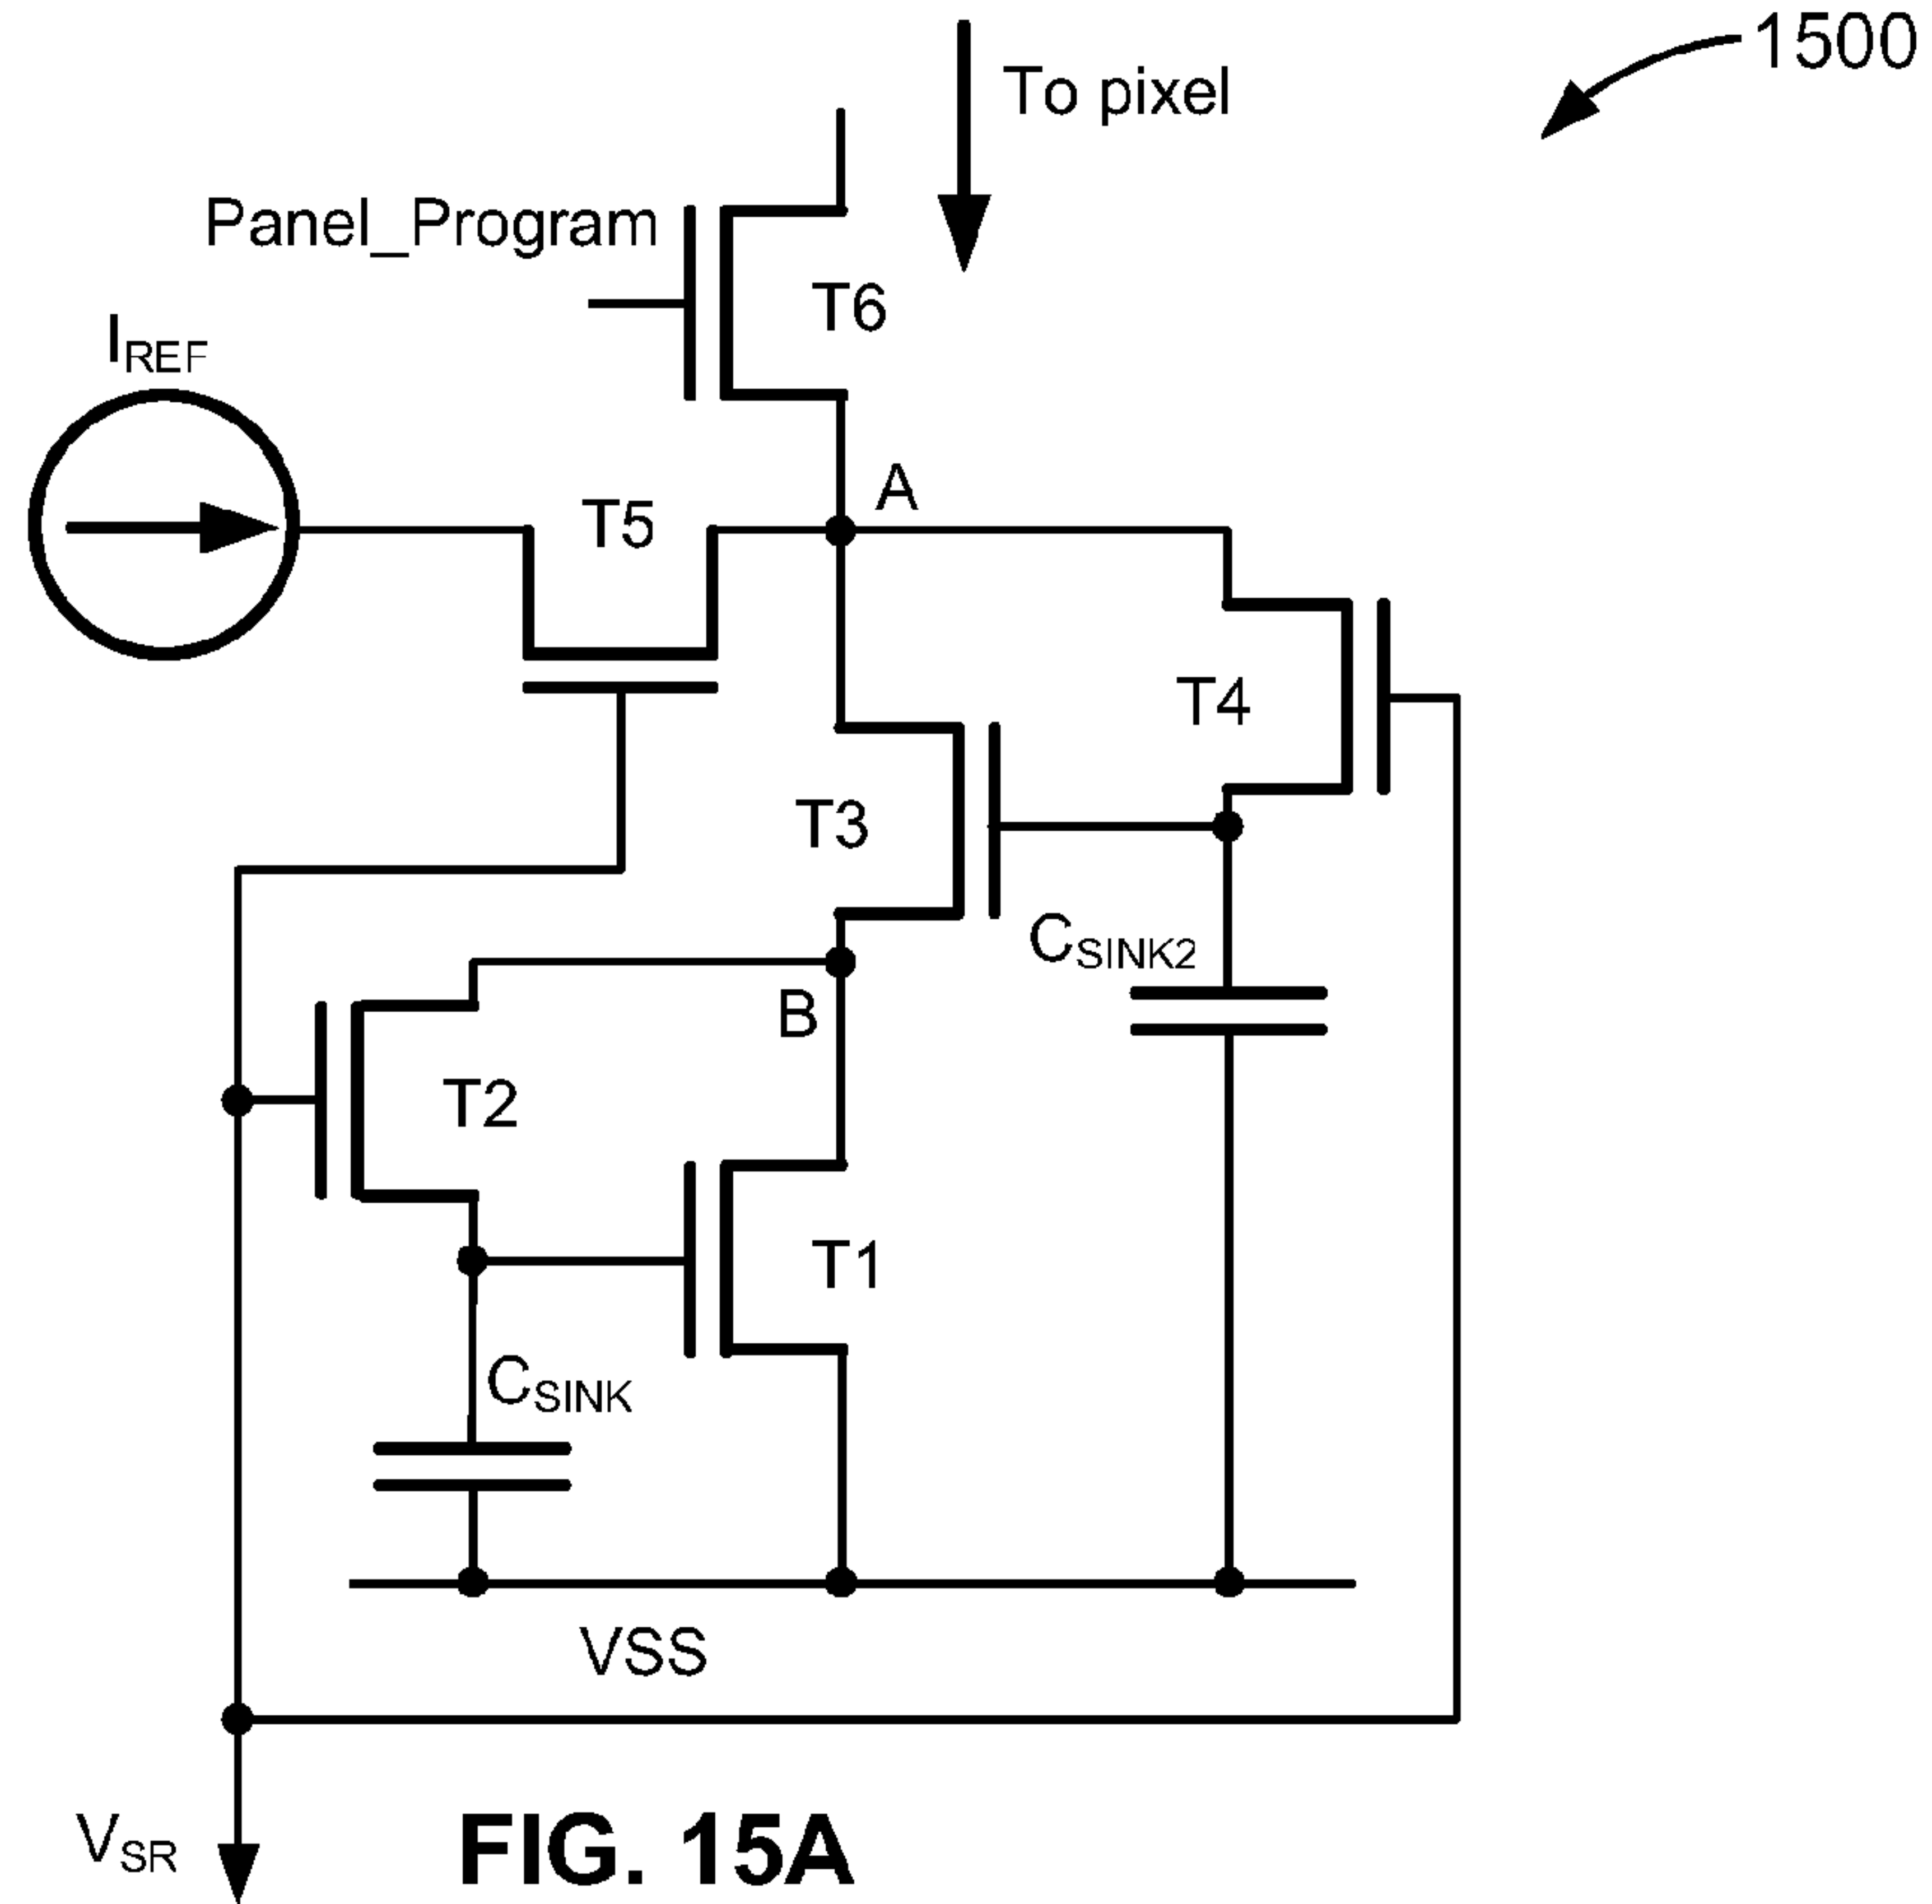 1500
To pixel
Panel_Program
T6
IREF
A
T5
T4
T3
CSINK2
B
T2
T1
CSINK
VSS
VSR
FIG. 15A